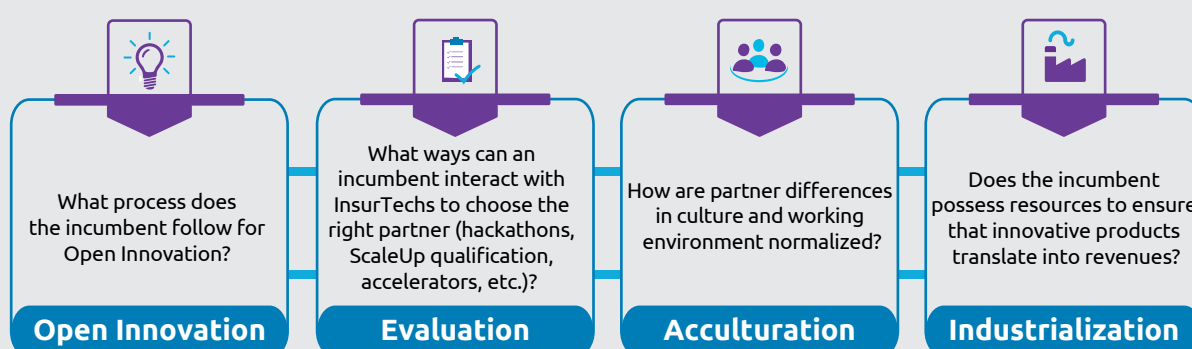 What process does
the incumbent follow for
Open Innovation?
Open Innovation
What ways can an
incumbent interact with
InsurTechs to choose the
right partner (hackathons,
ScaleUp qualification,
accelerators, etc.)?
Evaluation
How are partner differences
in culture and working
environment normalized?
Acculturation
Does the incumbent
possess resources to ensure
that innovative products
translate into revenues?
Industrialization